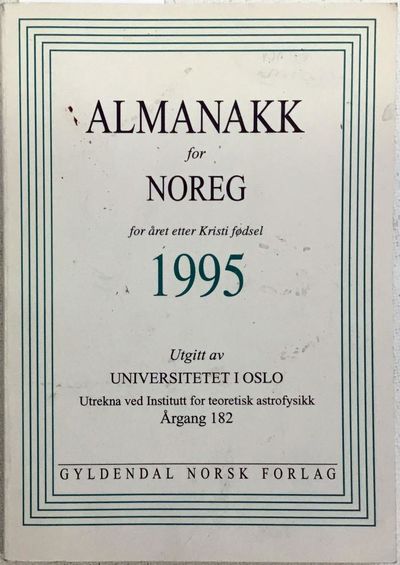 ALMANAKK
for
NOREG
for året etter Kristi fødsel
1995
Utgitt av
UNIVERSITETET I OSLO
Utrekna ved Institutt for teoretisk astrofysikk
Årgang 182
GYLDENDAL NORSK FORLAG